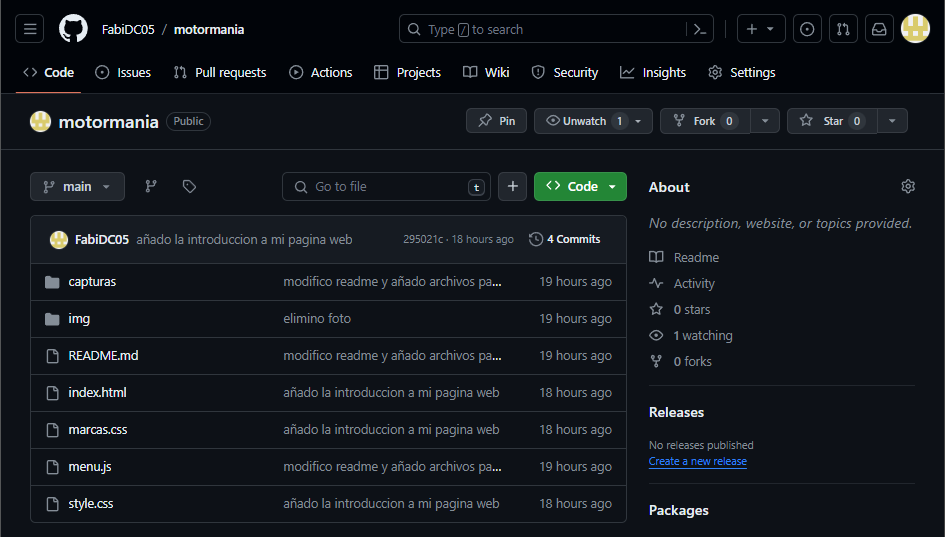 FabiDC05 / motormania
Type / to search
Code Issues Pull requests Actions Projects Wiki Security Insights Settings
motormania Public
Pin Unwatch 1 Fork 0 Star 0
main
Go to file t
+ Code
FabiDC05 añado la introduccion a mi pagina web 295021c · 18 hours ago 4 Commits
capturas modifico readme y añado archivos pa... 19 hours ago
img elimino foto 19 hours ago
README.md modifico readme y añado archivos pa... 19 hours ago
index.html añado la introduccion a mi pagina web 18 hours ago
marcas.css añado la introduccion a mi pagina web 18 hours ago
menu.js modifico readme y añado archivos pa... 19 hours ago
style.css añado la introduccion a mi pagina web 18 hours ago
About
No description, website, or topics provided.
Readme
Activity
0 stars
1 watching
0 forks
Releases
No releases published
Create a new release
Packages